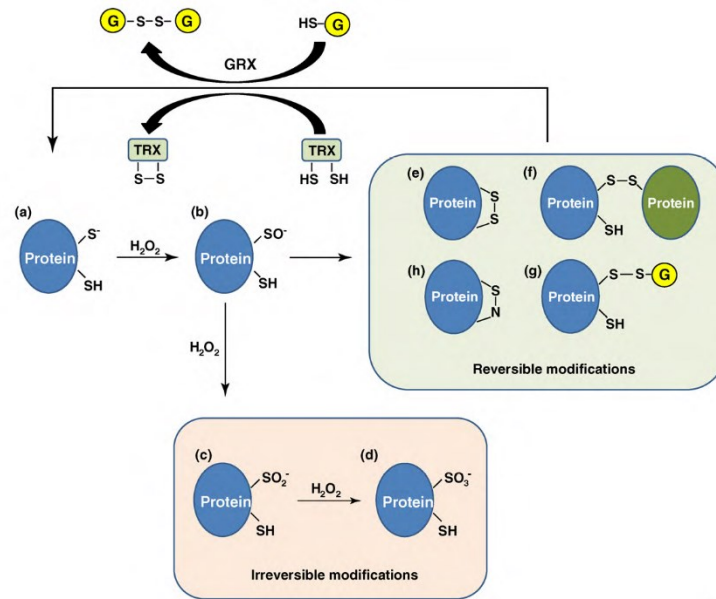 G-S-S-G
HS-G
GRX
TRX
S-S
TRX
HS SH
(a)
Protein
S-
SH
H2O2
(b)
Protein
SO-
SH
(e)
Protein
S
S
(f)
Protein
S-S
Protein
SH
(h)
Protein
S
N
(g)
Protein
S-S-G
SH
Reversible modifications
H2O2
(c)
Protein
SO2-
SH
H2O2
(d)
Protein
SO3-
SH
Irreversible modifications